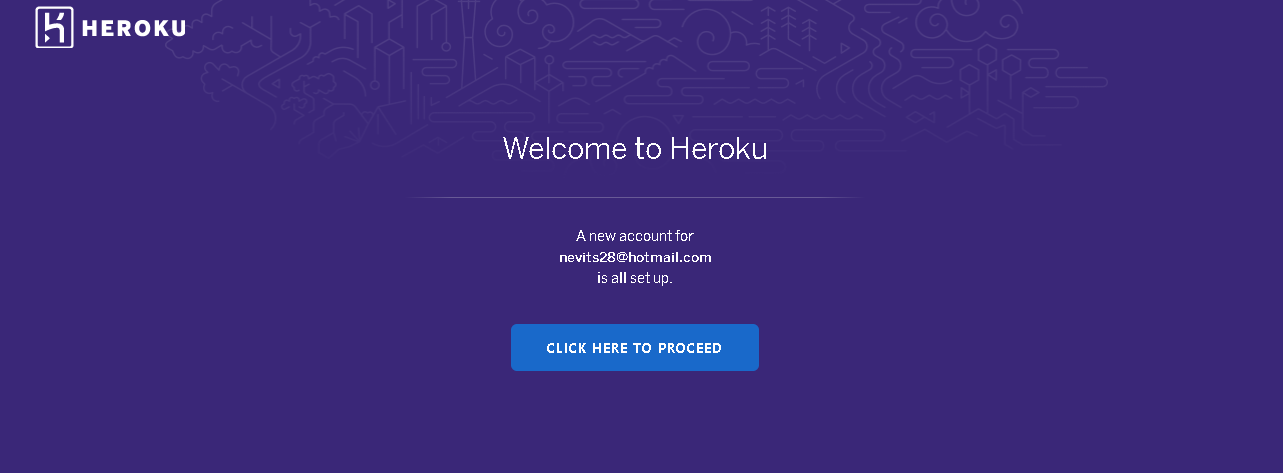 HEROKU
Welcome to Heroku
A new account for
nevits28@hotmail.com
is all set up.
CLICK HERE TO PROCEED